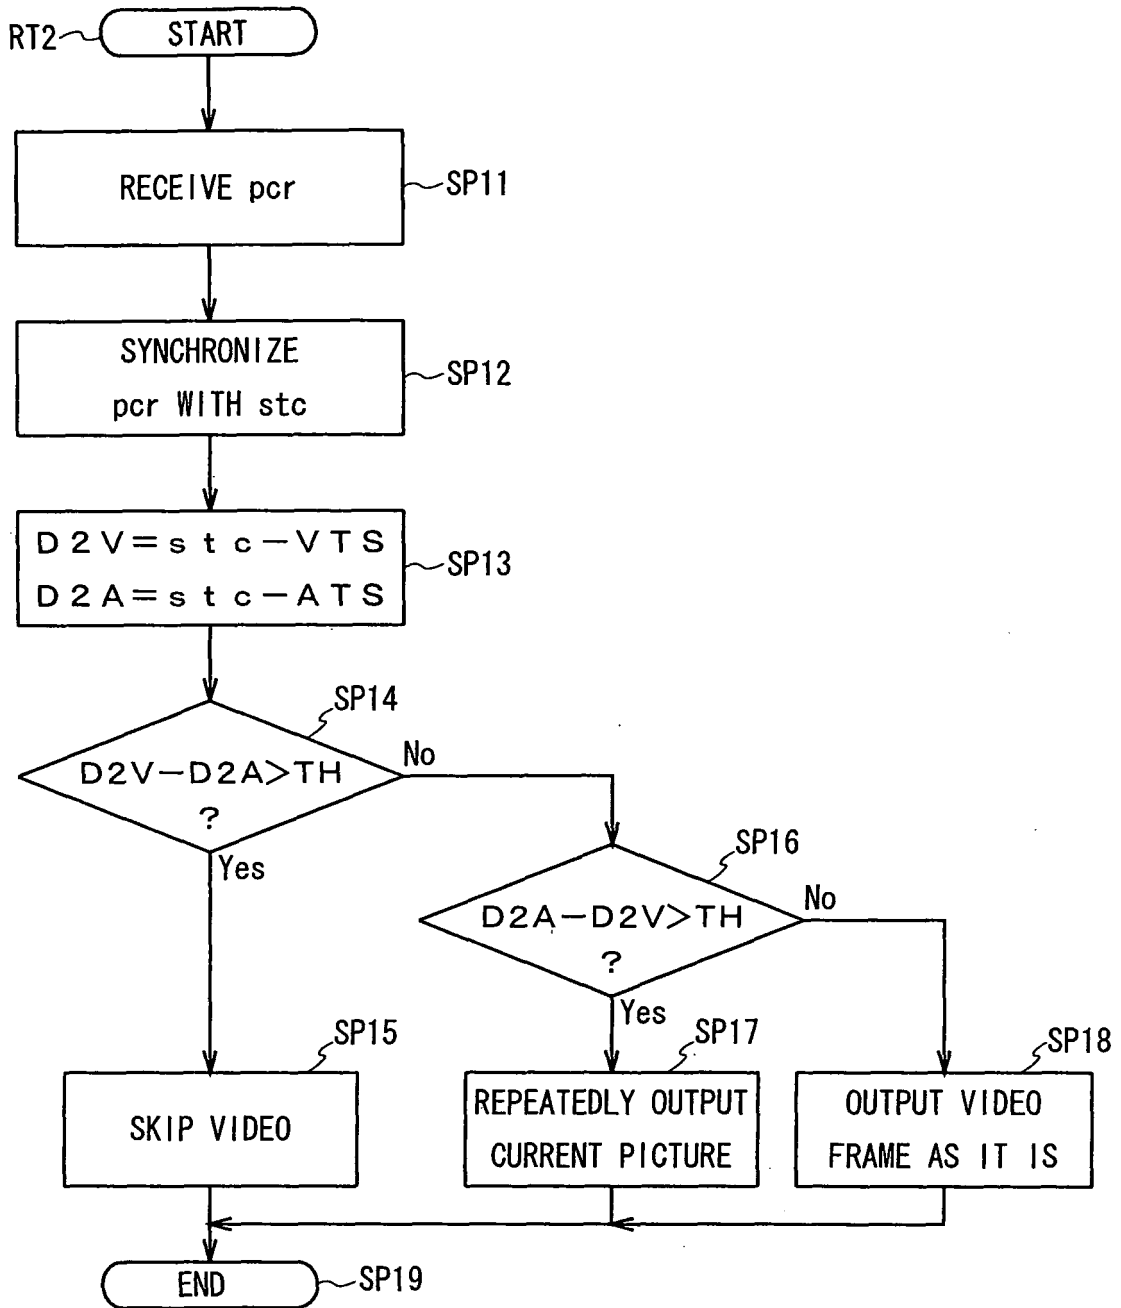 RT2
START
RECEIVE pcr
SP11
SYNCHRONIZE
pcr WITH stc
SP12
D2V=stc-VTS
D2A=stc-ATS
SP13
SP14
D2V-D2A>TH
?
No
Yes
SP16
D2A-D2V>TH
?
No
Yes
SP15
SKIP VIDEO
SP17
REPEATEDLY OUTPUT
CURRENT PICTURE
SP18
OUTPUT VIDEO
FRAME AS IT IS
END
SP19